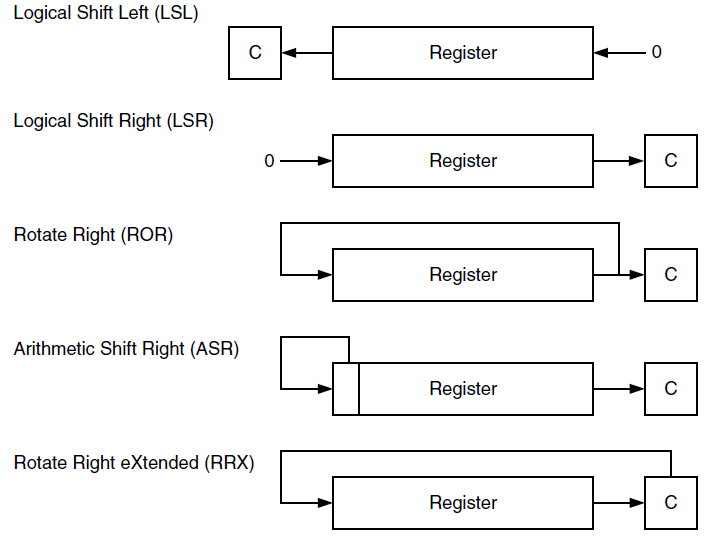 Logical Shift Left (LSL)
C Register 0
Logical Shift Right (LSR)
0 Register C
Rotate Right (ROR)
Register C
Arithmetic Shift Right (ASR)
Register C
Rotate Right eXtended (RRX)
Register C